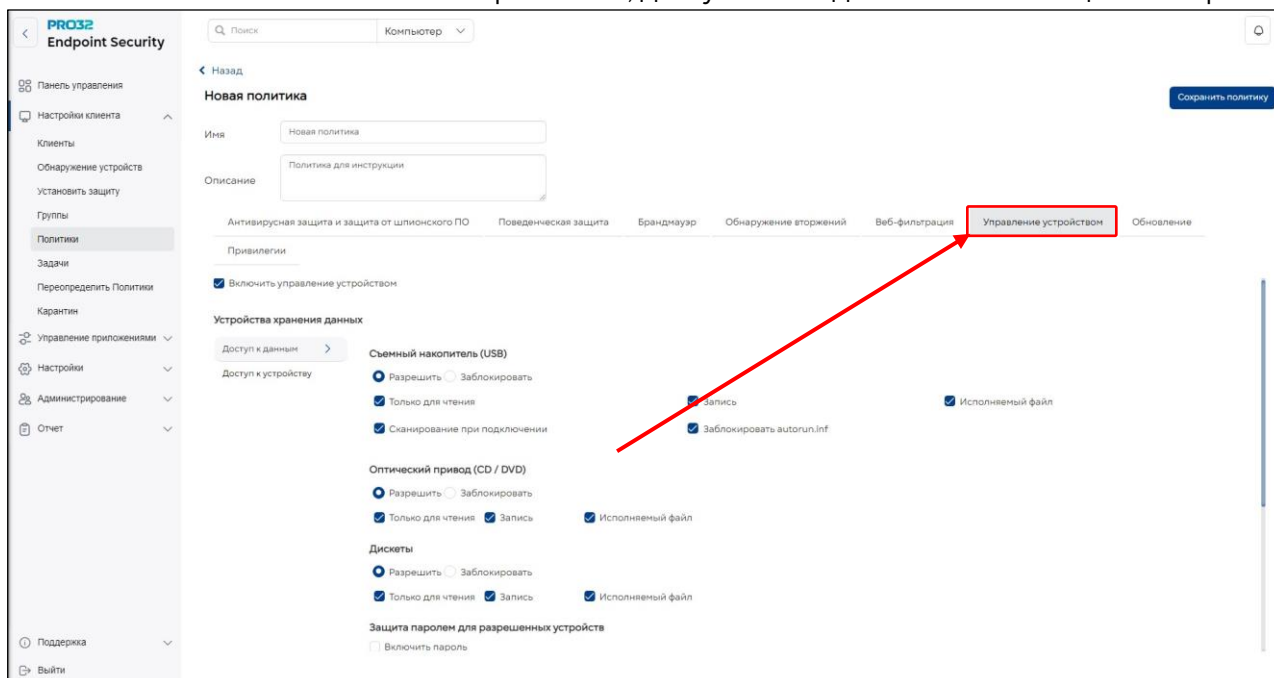 PRO32
Endpoint Security
Поиск
Компьютер
Назад
Новая политика
Сохранить политику
Панель управления
Настройки клиента
Клиенты
Обнаружение устройств
Установить защиту
Группы
Политики
Задачи
Переопределить Политики
Карантин
Управление приложениями
Настройки
Администрирование
Отчет
Поддержка
Выйти
Имя
Новая политика
Описание
Политика для инструкции
Антивирусная защита и защита от шпионского ПО Поведенческая защита Брандмауэр Обнаружение вторжений Веб-фильтрация Управление устройством Обновление
Привилегии
Включить управление устройством
Устройства хранения данных
Доступ к данным
Доступ к устройству
Съемный накопитель (USB)
Разрешить Заблокировать
Только для чтения Запись Исполняемый файл
Сканирование при подключении Заблокировать autorun.inf
Оптический привод (CD / DVD)
Разрешить Заблокировать
Только для чтения Запись Исполняемый файл
Дискеты
Разрешить Заблокировать
Только для чтения Запись Исполняемый файл
Защита паролем для разрешенных устройств
Включить пароль